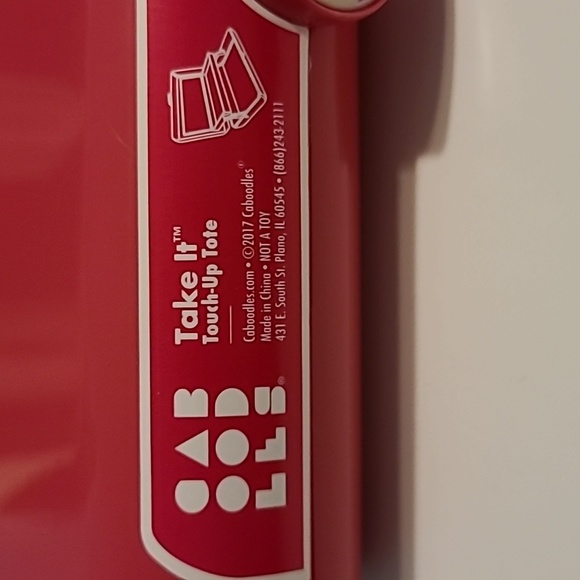 CAB
OOD
LES®
Take It™
Touch-Up Tote
Caboodles.com • ©2017 Caboodles®
Made in China • NOT A TOY
431 E. South St. Plano, IL 60545 • (866)243-2111